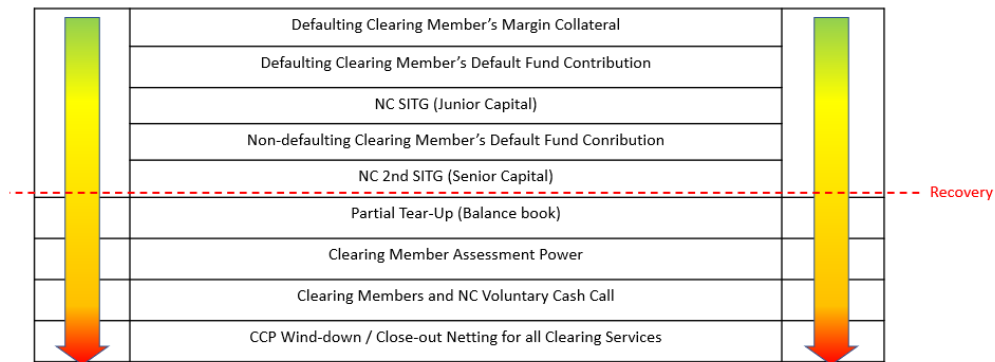 Defaulting Clearing Member's Margin Collateral
Defaulting Clearing Member's Default Fund Contribution
NC SITG (Junior Capital)
Non-defaulting Clearing Member's Default Fund Conribution
NC 2nd SITG (Senior Capital)
Recovery
Partial Tear-Up (Balance book)
Clearing Member Assessment Power
Clearing Members and NC Voluntary Cash Call
CCP Wind-down / Close-out Netting for all Clearing Services